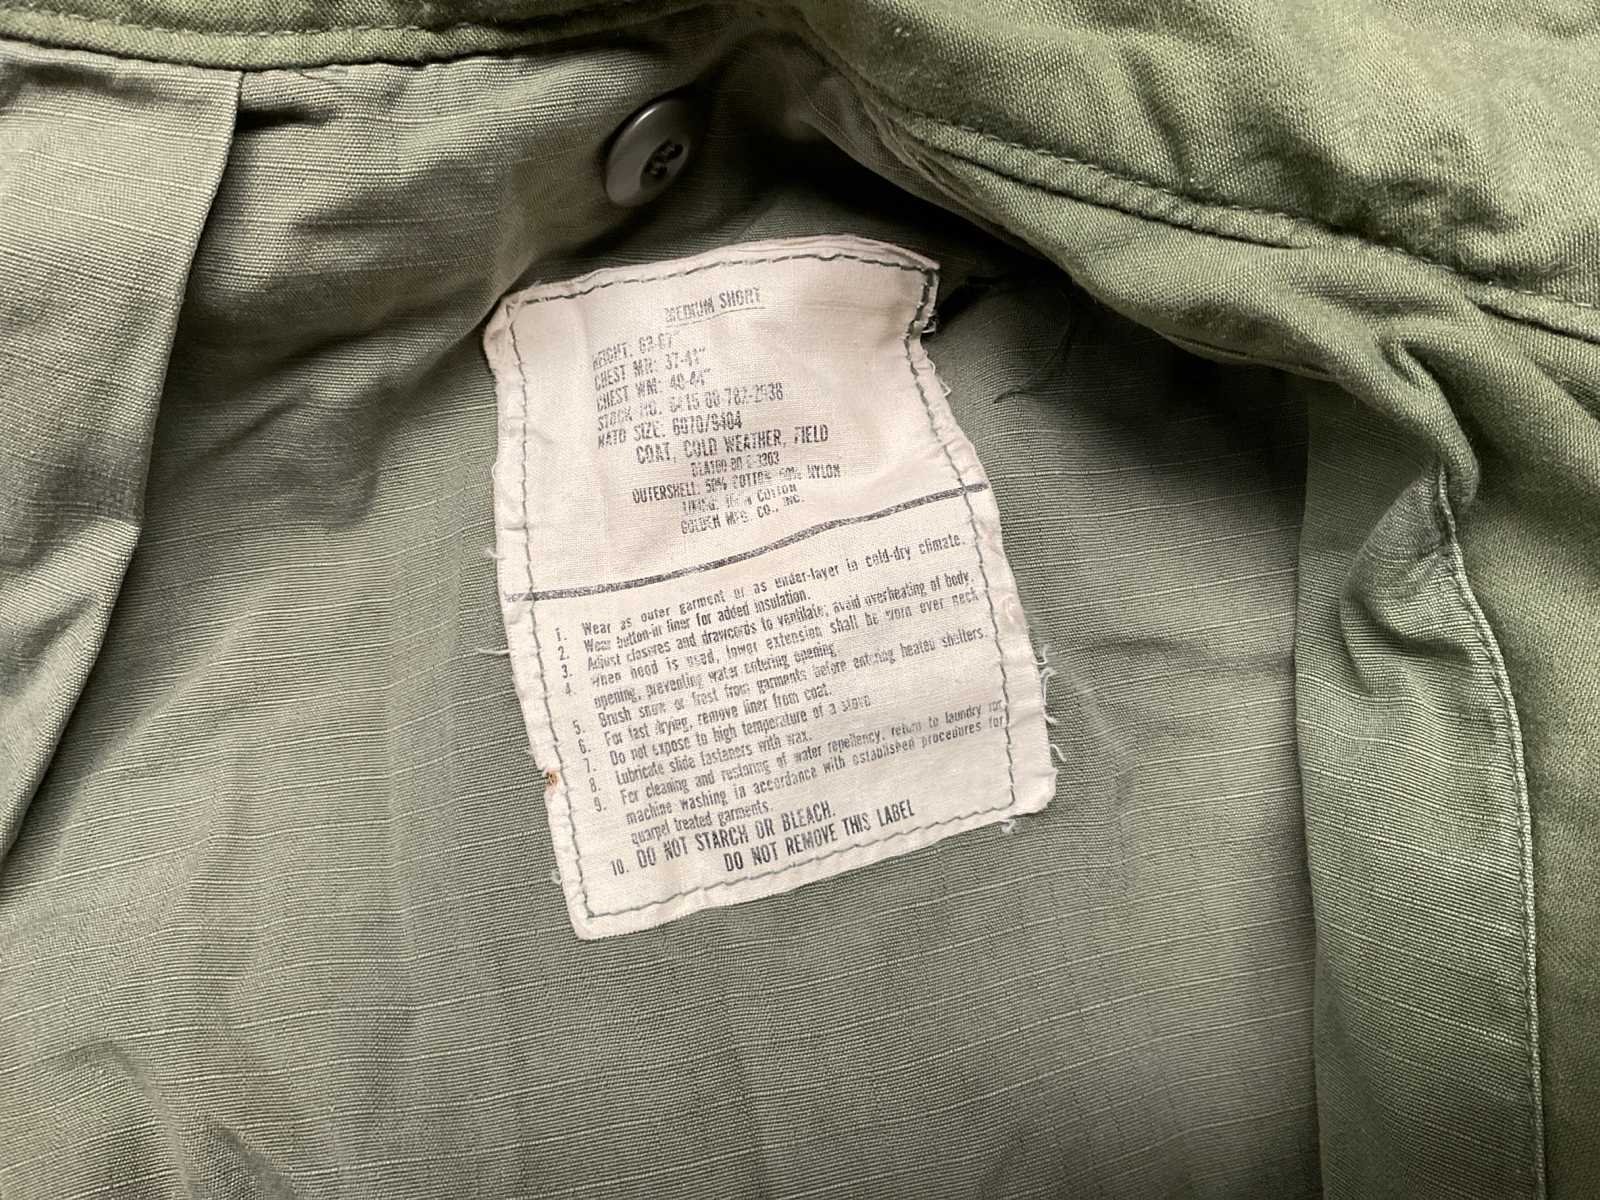 MEDIUM SHORT
HEIGHT: 63-67"
CHEST MR: 37-41"
CHEST WM: 40-44"
STOCK NO. 8415 00-782-2938
NATO SIZE: 6070/9404
COAT, COLD WEATHER, FIELD
OUTERSHELL: 50% COTTON 50% NYLON
LINING: 100% COTTON
GOLDEN MFG. CO., INC.
1. Wear as outer garment or as under-layer in cold-dry climate.
2. Wear button-in liner for added insulation.
3. Adjust closures and drawcords to ventilate; avoid overheating of body.
4. When hood is used, lower extension shall be worn over neck
opening, preventing water entering opening.
5. Brush snow or frost from garments before entering heated shelters.
6. For fast drying, remove liner from coat.
7. Do not expose to high temperature of a stove
8. Lubricate slide fasteners with wax.
9. For cleaning and restoring of water repellency, return to laundry for
machine washing in accordance with established procedures for
quarpel treated garments.
10. DO NOT STARCH OR BLEACH.
DO NOT REMOVE THIS LABEL